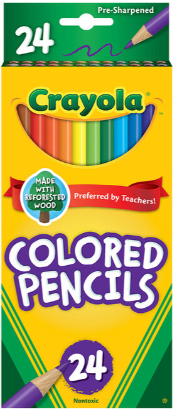 24
Pre-Sharpened
Crayola
MADE
WITH
REFORESTED
WOOD
Preferred by Teachers!
COLORED
PENCILS
24
Nontoxic